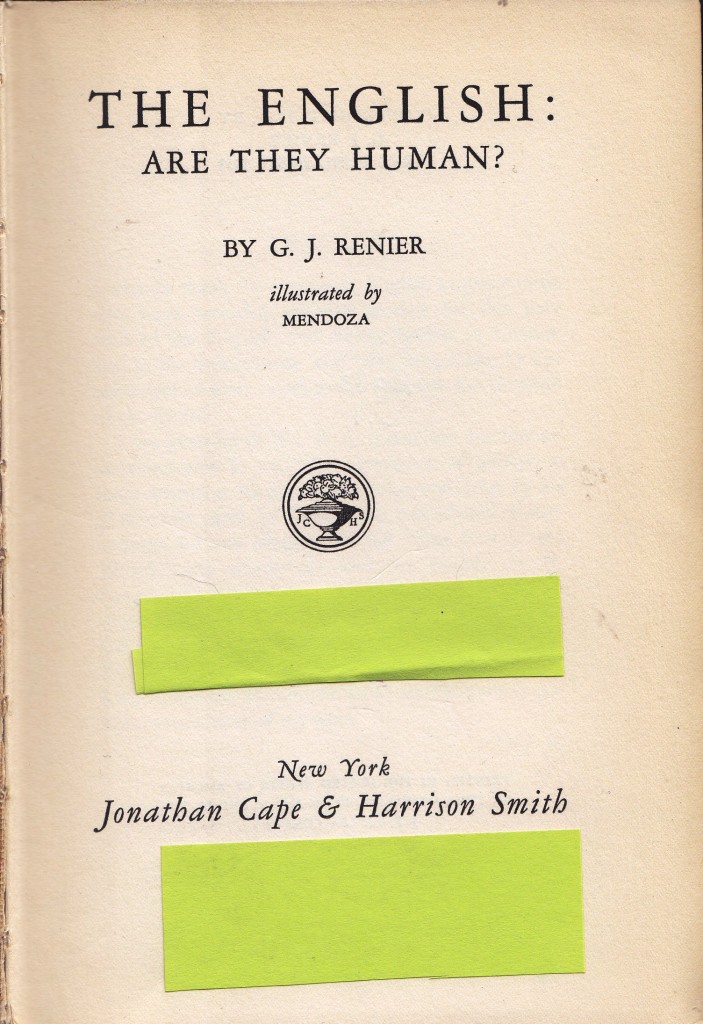 THE ENGLISH:
ARE THEY HUMAN?
BY G. J. RENIER
illustrated by
MENDOZA
J C H S
New York
Jonathan Cape & Harrison Smith